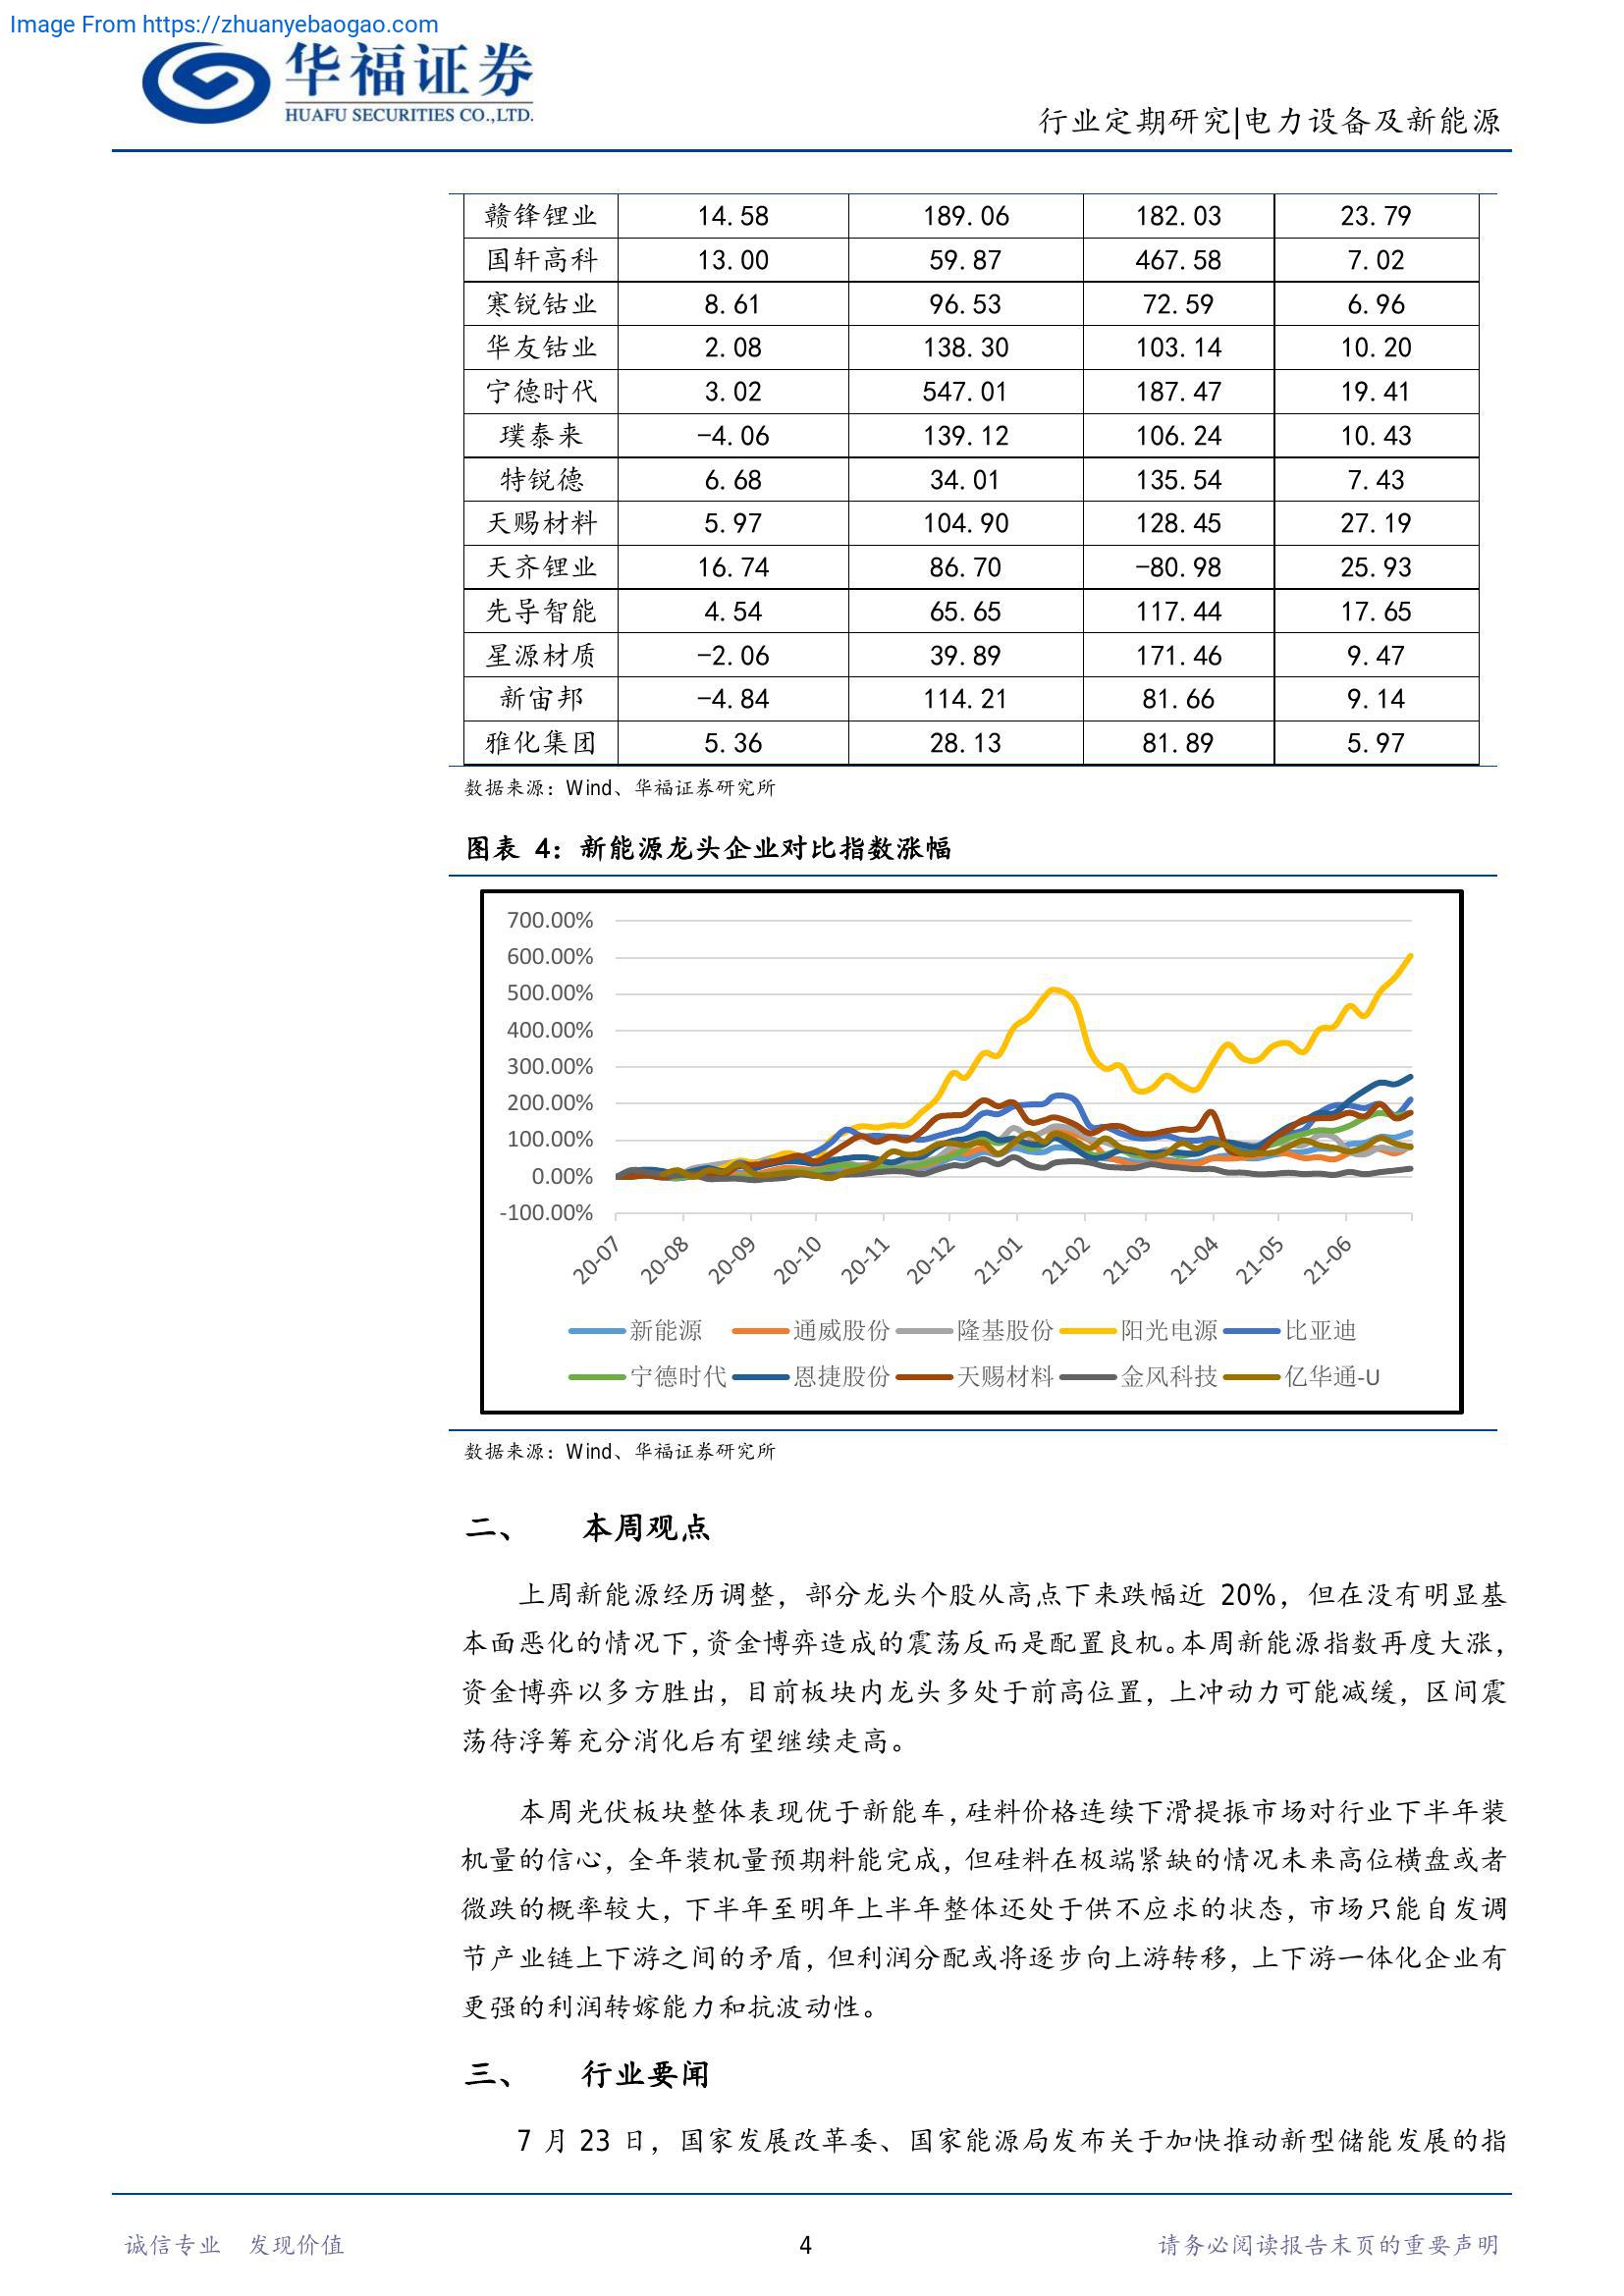 Image From https://zhuanyebaogao.com
华福证券
HUAFU SECURITIES CO.,LTD.
行业定期研究|电力设备及新能源
赣锋锂业 14.58 189.06 182.03 23.79
国轩高科 13.00 59.87 467.58 7.02
寒锐钴业 8.61 96.53 72.59 6.96
华友钴业 2.08 138.30 103.14 10.20
宁德时代 3.02 547.01 187.47 19.41
璞泰来 -4.06 139.12 106.24 10.43
特锐德 6.68 34.01 135.54 7.43
天赐材料 5.97 104.90 128.45 27.19
天齐锂业 16.74 86.70 -80.98 25.93
先导智能 4.54 65.65 117.44 17.65
星源材质 -2.06 39.89 171.46 9.47
新宙邦 -4.84 114.21 81.66 9.14
雅化集团 5.36 28.13 81.89 5.97
数据来源：Wind、华福证券研究所
图表 4：新能源龙头企业对比指数涨幅
700.00%
600.00%
500.00%
400.00%
300.00%
200.00%
100.00%
0.00%
-100.00%
20-07 20-08 20-09 20-10 20-11 20-12 21-01 21-02 21-03 21-04 21-05 21-06
新能源 通威股份 隆基股份 阳光电源 比亚迪
宁德时代 恩捷股份 天赐材料 金风科技 亿华通-U
数据来源：Wind、华福证券研究所
二、 本周观点
上周新能源经历调整，部分龙头个股从高点下来跌幅近 20%，但在没有明显基
本面恶化的情况下，资金博弈造成的震荡反而是配置良机。本周新能源指数再度大涨，
资金博弈以多方胜出，目前板块内龙头多处于前高位置，上冲动力可能减缓，区间震
荡待浮筹充分消化后有望继续走高。
本周光伏板块整体表现优于新能车，硅料价格连续下滑提振市场对行业下半年装
机量的信心，全年装机量预期料能完成，但硅料在极端紧缺的情况未来高位横盘或者
微跌的概率较大，下半年至明年上半年整体还处于供不应求的状态，市场只能自发调
节产业链上下游之间的矛盾，但利润分配或将逐步向上游转移，上下游一体化企业有
更强的利润转嫁能力和抗波动性。
三、 行业要闻
7 月 23 日，国家发展改革委、国家能源局发布关于加快推动新型储能发展的指
诚信专业 发现价值 4 请务必阅读报告末页的重要声明